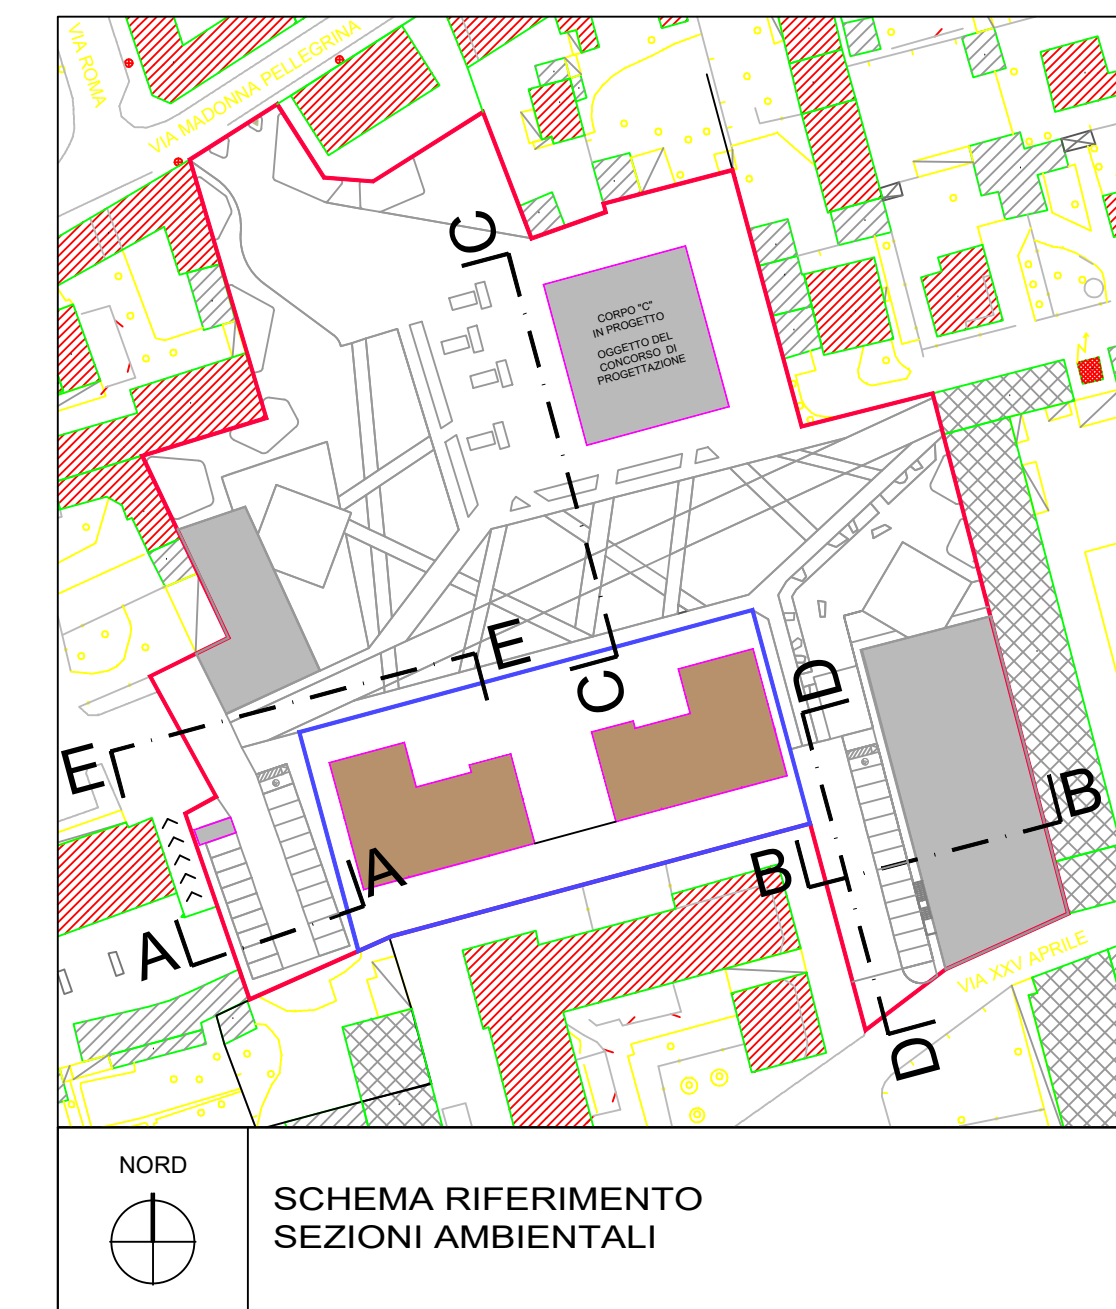 VIA ROMA
VIA MADONNA PELLEGRINA
C
CORPO "C"
IN PROGETTO
OGGETTO DEL
CONCORSO DI
PROGETTAZIONE
E
C
D
E
B
A
B
A
VIA XXV APRILE
D
NORD
SCHEMA RIFERIMENTO
SEZIONI AMBIENTALI